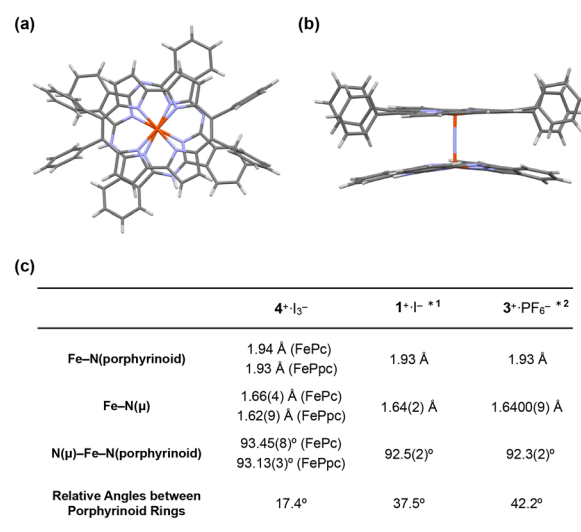 (a)
(b)
(c)
4⁺·I₃⁻ 1⁺·I⁻ *1 3⁺·PF₆⁻ *2
Fe–N(porphyrinoid) 1.94 Å (FePc) 1.93 Å 1.93 Å
1.93 Å (FePpc)
Fe–N(μ) 1.66(4) Å (FePc) 1.64(2) Å 1.6400(9) Å
1.62(9) Å (FePpc)
N(μ)–Fe–N(porphyrinoid) 93.45(8)º (FePc) 92.5(2)º 92.3(2)º
93.13(3)º (FePpc)
Relative Angles between
Porphyrinoid Rings 17.4º 37.5º 42.2º